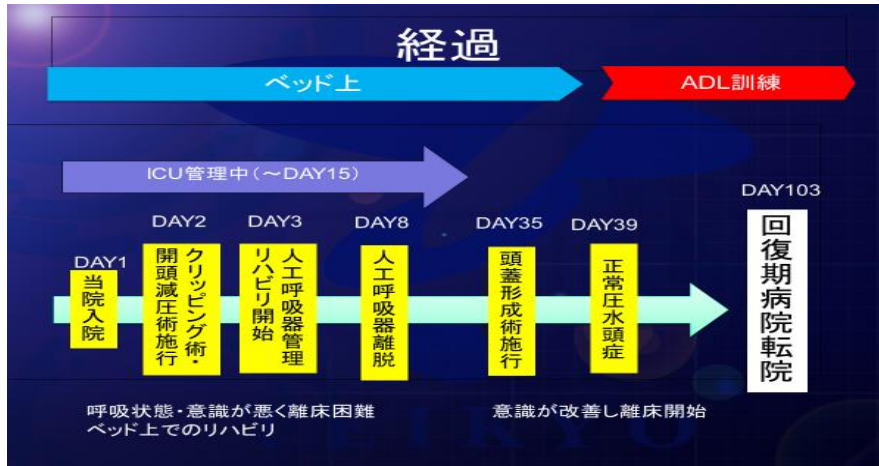 経過
ベッド上
ADL訓練
ICU管理中(~DAY15)
DAY1
当院入院
DAY2
クリッピング術・
開頭減圧術施行
DAY3
人工呼吸器管理
リハビリ開始
DAY8
人工呼吸器離脱
DAY35
頭蓋形成術施行
DAY39
正常圧水頭症
DAY103
回復期病院転院
呼吸状態・意識が悪く離床困難
ベッド上でのリハビリ
意識が改善し離床開始